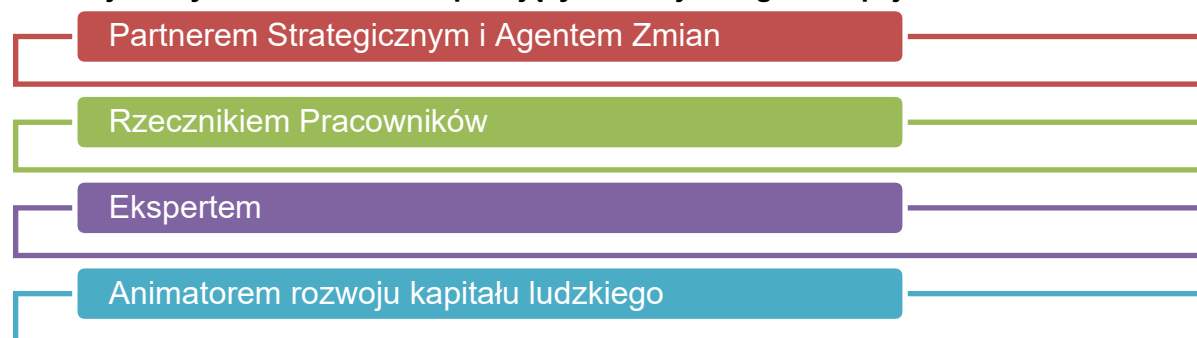 Partnerem Strategicznym i Agentem Zmian
Rzecznikiem Pracowników
Ekspertem
Animatorem rozwoju kapitału ludzkiego